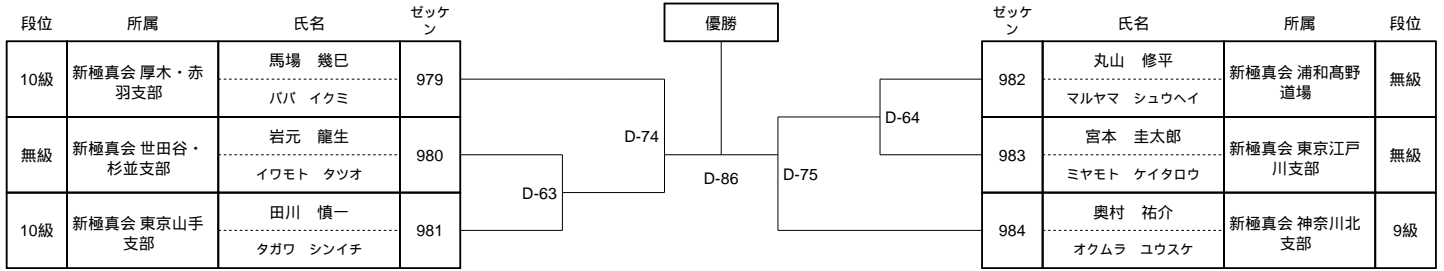 段位
所属
氏名
ゼッケ
ン
優勝
ゼッケ
ン
氏名
所属
段位
10級
新極真会 厚木・赤
羽支部
馬場　幾巳
ババ　イクミ
979
無級
新極真会 世田谷・
杉並支部
岩元　龍生
イワモト　タツオ
980
10級
新極真会 東京山手
支部
田川　慎一
タガワ　シンイチ
981
D-74
D-63
D-86
D-64
D-75
982
丸山　修平
マルヤマ　シュウヘイ
新極真会 浦和髙野
道場
無級
983
宮本　圭太郎
ミヤモト　ケイタロウ
新極真会 東京江戸
川支部
無級
984
奥村　祐介
オクムラ　ユウスケ
新極真会 神奈川北
支部
9級